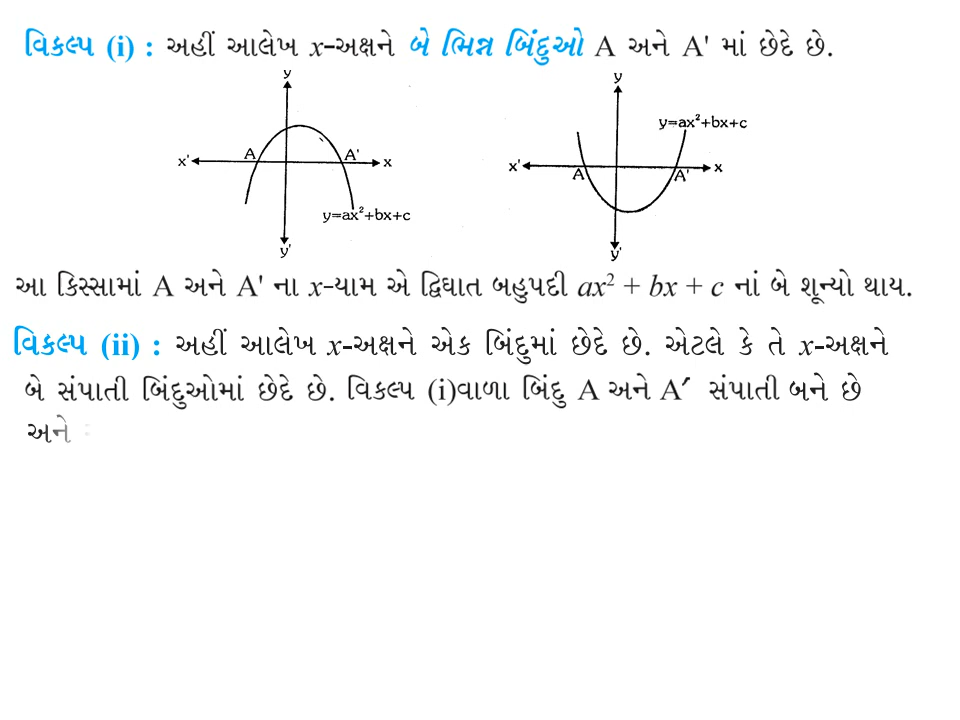 વિકલ્પ (i) : અહીં આલેખ x-અક્ષને બે ભિન્ન બિંદુઓ A અને A' માં છેદે છે.
y
A
A'
x'
x
y=ax²+bx+c
y'
y
y=ax²+bx+c
x'
A
A'
x
y'
આ કિસ્સામાં A અને A' ના x-યામ એ દ્વિઘાત બહુપદી ax² + bx + c નાં બે શૂન્યો થાય.
વિકલ્પ (ii) : અહીં આલેખ x-અક્ષને એક બિંદુમાં છેદે છે. એટલે કે તે x-અક્ષને
બે સંપાતી બિંદુઓમાં છેદે છે. વિકલ્પ (i)વાળા બિંદુ A અને A′ સંપાતી બને છે
અને